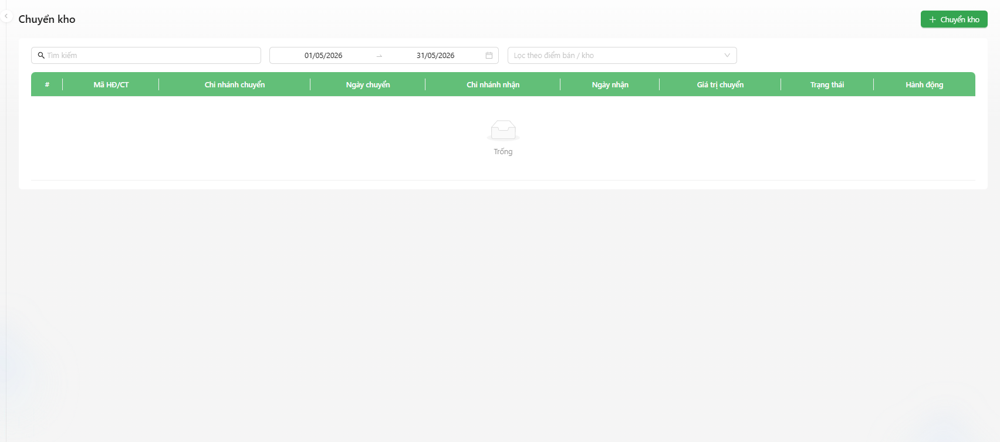 Chuyển kho
Chuyển kho
Tìm kiếm
01/05/2026
31/05/2026
Lọc theo điểm bán / kho
# Mã HĐ/CT Chi nhánh chuyển Ngày chuyển Chi nhánh nhận Ngày nhận Giá trị chuyển Trạng thái Hành động
Trống